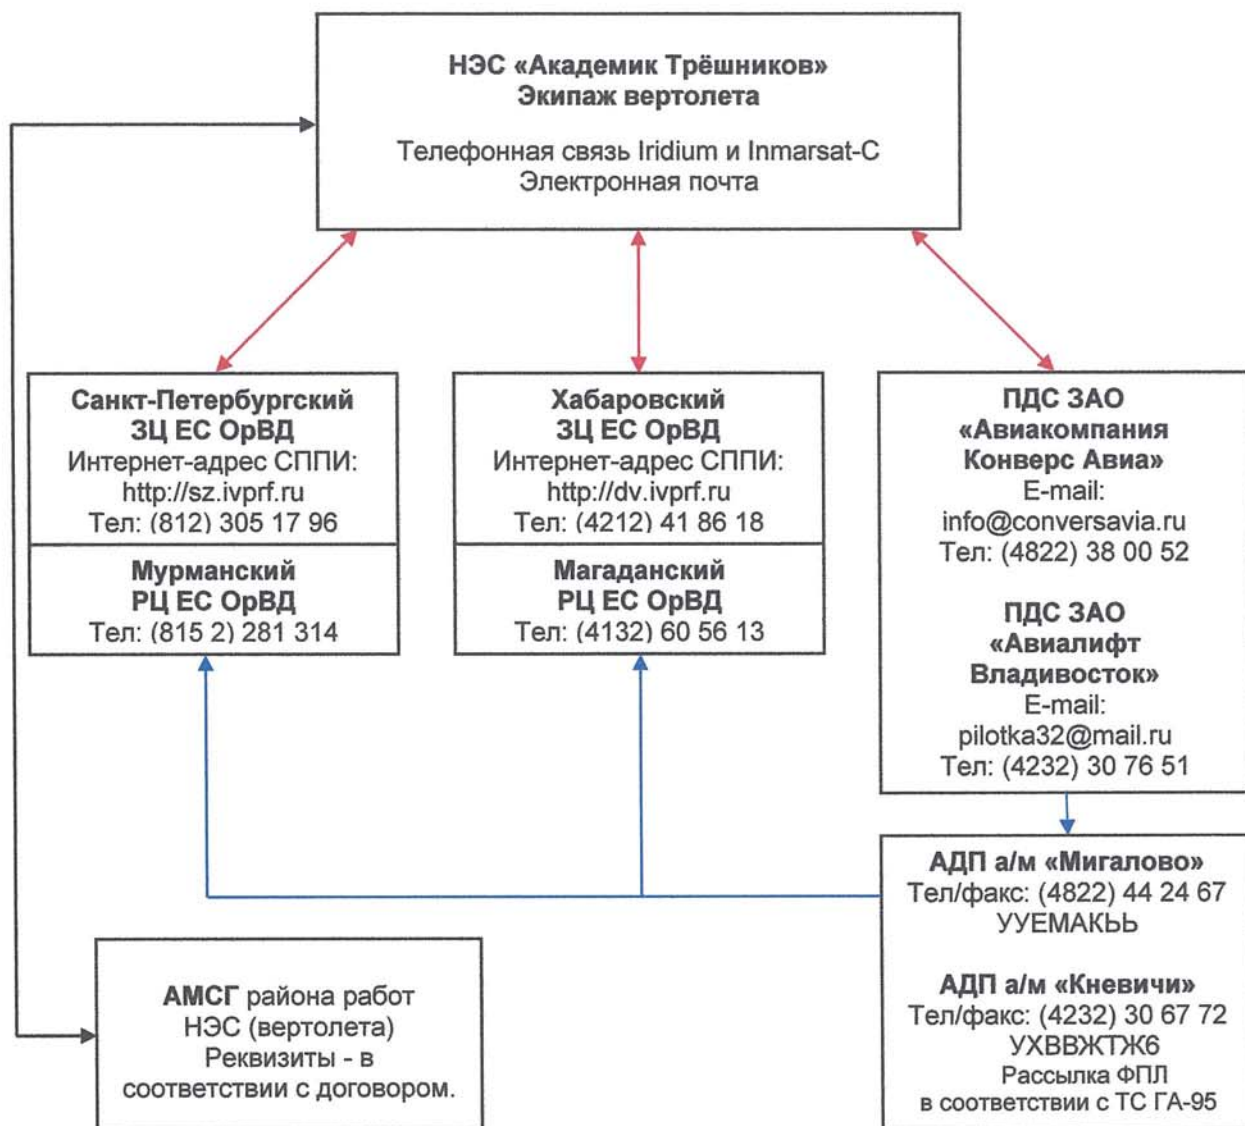 НЭС «Академик Трёшников»
Экипаж вертолета
Телефонная связь Iridium и Inmarsat-C
Электронная почта
Санкт-Петербургский
ЗЦ ЕС ОрВД
Интернет-адрес СППИ:
http://sz.ivprf.ru
Тел: (812) 305 17 96
Мурманский
РЦ ЕС ОрВД
Тел: (815 2) 281 314
Хабаровский
ЗЦ ЕС ОрВД
Интернет-адрес СППИ:
http://dv.ivprf.ru
Тел: (4212) 41 86 18
Магаданский
РЦ ЕС ОрВД
Тел: (4132) 60 56 13
ПДС ЗАО
«Авиакомпания
Конверс Авиа»
E-mail:
info@conversavia.ru
Тел: (4822) 38 00 52
ПДС ЗАО
«Авиалифт
Владивосток»
E-mail:
pilotka32@mail.ru
Тел: (4232) 30 76 51
АДП а/м «Мигалово»
Тел/факс: (4822) 44 24 67
УУЕМАКЬЬ
АДП а/м «Кневичи»
Тел/факс: (4232) 30 67 72
УХВВЖТЖ6
Рассылка ФПЛ
в соответствии с ТС ГА-95
АМСГ района работ
НЭС (вертолета)
Реквизиты - в
соответствии с договором.